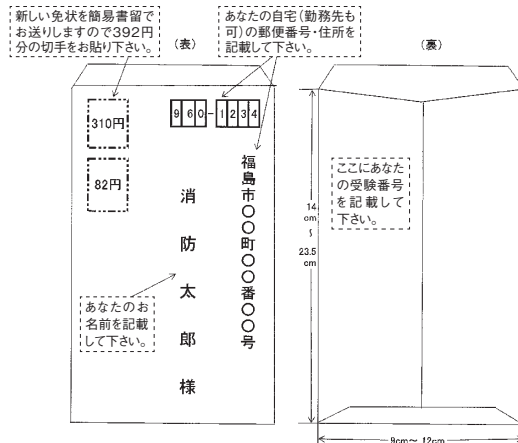 新しい免状を簡易書留で
お送りしますので392円
分の切手をお貼り下さい。
(表)
あなたの自宅(勤務先も
可)の郵便番号・住所を
記載して下さい。
(裏)
310円
82円
960-1234
福島市〇〇町〇〇番〇〇号
消防太郎様
あなたのお
名前を記載
して下さい。
ここにあなた
の受験番号
を記載して
下さい。
14
cm
~
23.5
cm
9cm~12cm